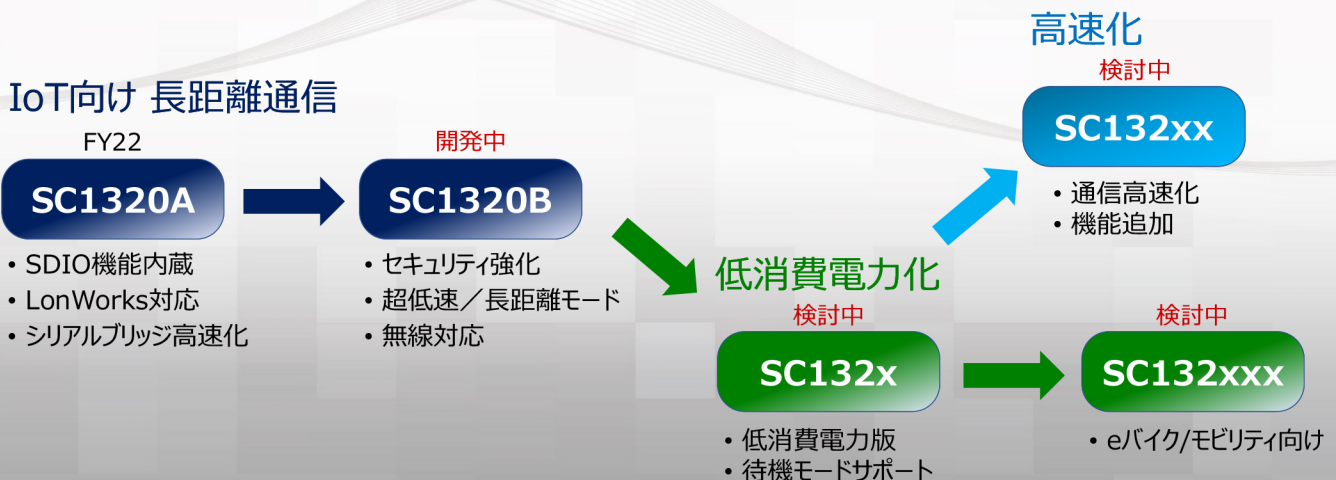 IoT向け 長距離通信
FY22
SC1320A
• SDIO機能内蔵
• LonWorks対応
• シリアルブリッジ高速化
開発中
SC1320B
• セキュリティ強化
• 超低速／長距離モード
• 無線対応
高速化
検討中
SC132xx
• 通信高速化
• 機能追加
低消費電力化
検討中
SC132x
• 低消費電力版
• 待機モードサポート
検討中
SC132xxx
• eバイク/モビリティ向け